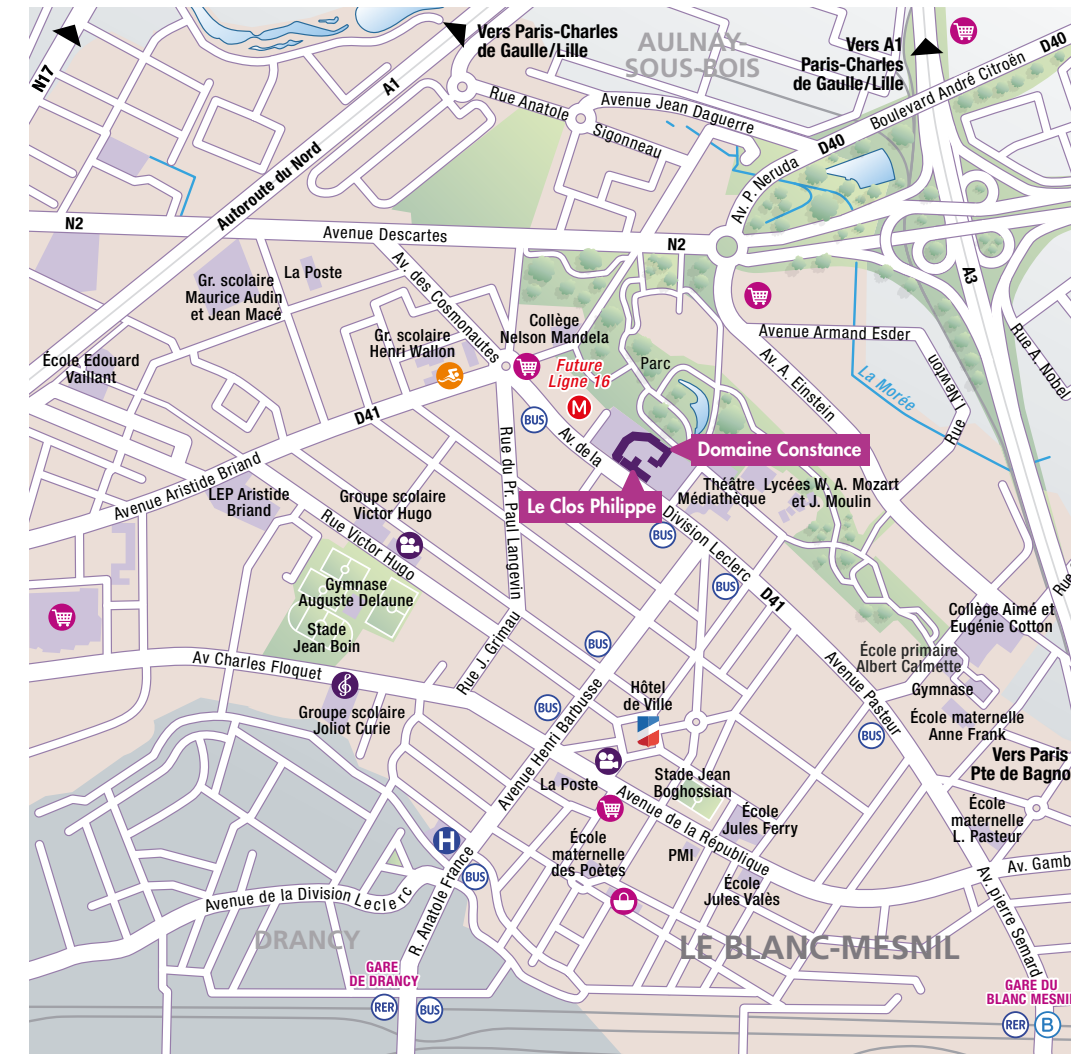 Vers Paris-Charles
de Gaulle/Lille
AULNAY-
SOUS-BOIS
Vers A1
Paris-Charles
de Gaulle/Lille
D40
N17
A1
Rue Anatole
Sigonneau
Avenue Jean Daguerre
Boulevard André Citroën
D40
Av. P. Neruda
Autoroute du Nord
N2
Avenue Descartes
N2
A3
Gr. scolaire
Maurice Audin
et Jean Macé
La Poste
Av. des Cosmonautes
Collège
Nelson Mandela
Gr. scolaire
Henri Wallon
Avenue Armand Esder
Rue A. Nobel
École Edouard
Vaillant
Future
Ligne 16
M
Parc
Av. A. Einstein
La Morée
Rue I.Newton
D41
BUS
Av. de la
Domaine Constance
Avenue Aristide Briand
LEP Aristide
Briand
Groupe scolaire
Victor Hugo
Rue du Pr. Paul Langevin
Le Clos Philippe
Théâtre
Médiathèque
Lycées W. A. Mozart
et J. Moulin
Rue Victor Hugo
BUS
Division Leclerc
BUS
D41
Rue
Gymnase
Auguste Delaune
Stade
Jean Boin
Collège Aimé et
Eugénie Cotton
BUS
École primaire
Albert Calmette
Av Charles Floquet
Rue J. Grimau
Hôtel
de Ville
Avenue Pasteur
Gymnase
Groupe scolaire
Joliot Curie
BUS
Avenue Henri Barbusse
École maternelle
Anne Frank
BUS
Vers Paris
Pte de Bagno
La Poste
Stade Jean
Boghossian
Avenue de la République
École
Jules Ferry
École
maternelle
L. Pasteur
H
École
maternelle
des Poètes
PMI
BUS
Av. Gamb
Avenue de la Division Leclerc
R. Anatole France
École
Jules Valès
Av. pierre Semard
DRANCY
LE BLANC-MESNIL
GARE
DE DRANCY
RER
BUS
GARE DU
BLANC MESNIL
RER
B